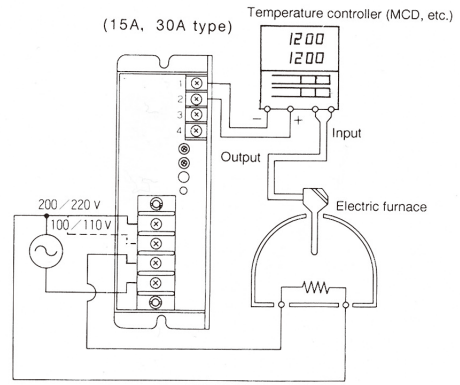 Temperature controller (MCD, etc.)
(15A, 30A type)
1200
1200
1
2
3
4
− +
Input
Output
200/220 V
100/110 V
Electric furnace